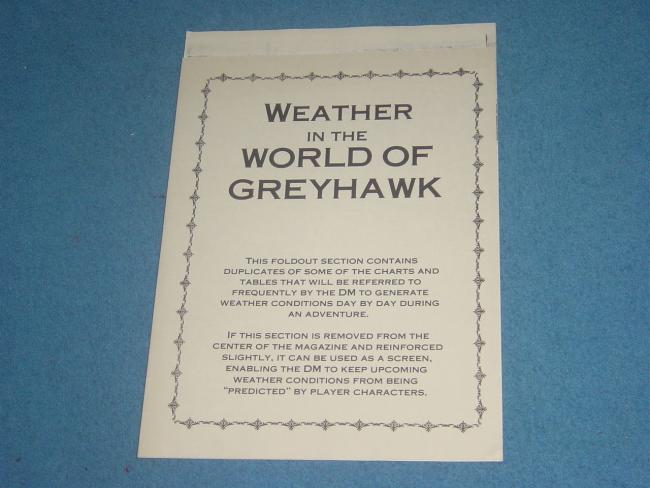 WEATHER
IN THE
WORLD OF
GREYHAWK
THIS FOLDOUT SECTION CONTAINS
DUPLICATES OF SOME OF THE CHARTS AND
TABLES THAT WILL BE REFERRED TO
FREQUENTLY BY THE DM TO GENERATE
WEATHER CONDITIONS DAY BY DAY DURING
AN ADVENTURE.
IF THIS SECTION IS REMOVED FROM THE
CENTER OF THE MAGAZINE AND REINFORCED
SLIGHTLY, IT CAN BE USED AS A SCREEN,
ENABLING THE DM TO KEEP UPCOMING
WEATHER CONDITIONS FROM BEING
"PREDICTED" BY PLAYER CHARACTERS.